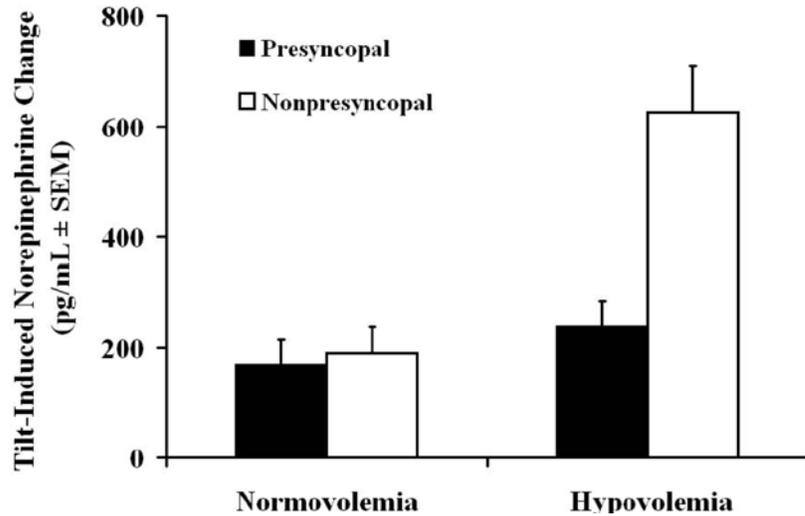 Tilt-Induced Norepinephrine Change
(pg/mL ± SEM)
800
600
400
200
0
Presyncopal
Nonpresyncopal
Normovolemia
Hypovolemia